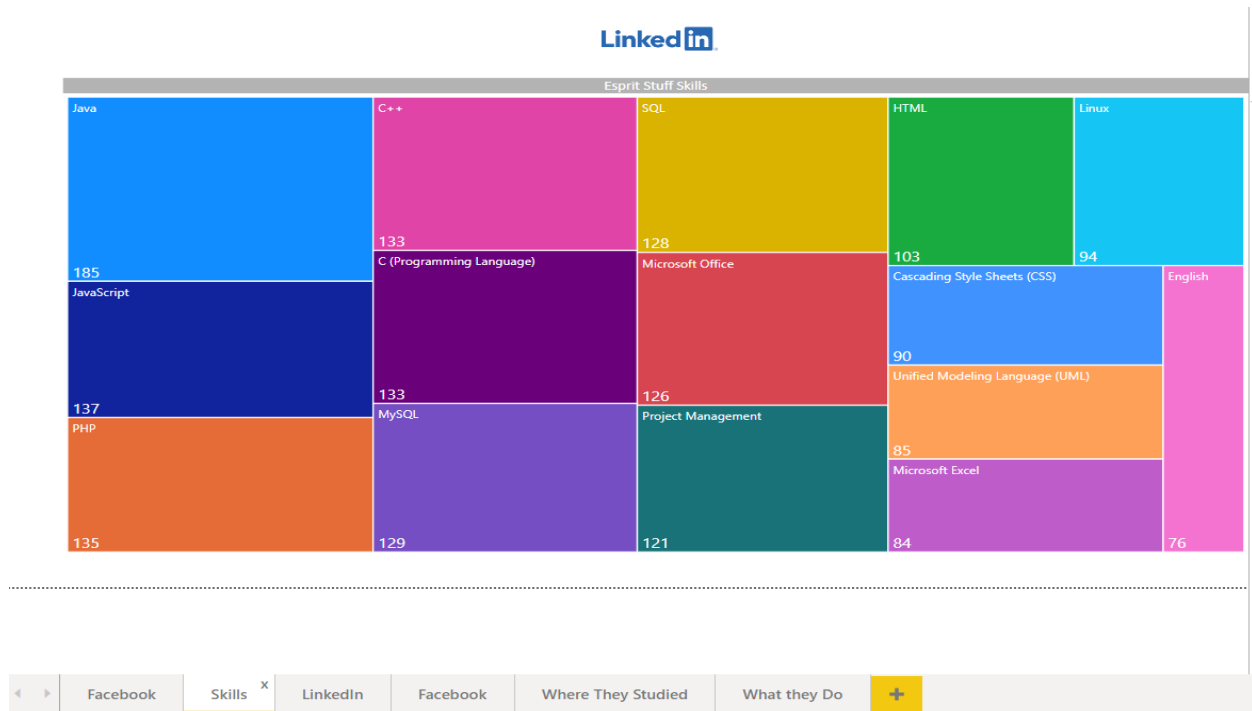 Linked in
Esprit Stuff Skills
Java
185
JavaScript
137
PHP
135
C++
133
C (Programming Language)
133
MySQL
129
SQL
128
Microsoft Office
126
Project Management
121
HTML
103
Linux
94
Cascading Style Sheets (CSS)
90
Unified Modeling Language (UML)
85
Microsoft Excel
84
English
76
Facebook
Skills x
LinkedIn
Facebook
Where They Studied
What they Do
+